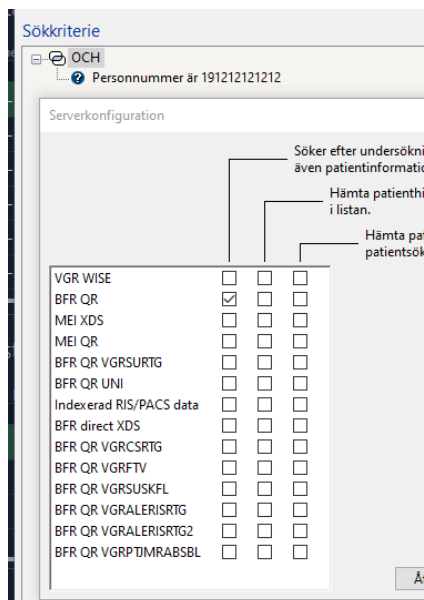 Sökkriterie
OCH
Personnummer är 191212121212
Serverkonfiguration
Söker efter undersökni
även patientinformatio
Hämta patienthi
i listan.
Hämta pat
patientsök
VGR WISE
BFR QR
MEI XDS
MEI QR
BFR QR VGRSURTG
BFR QR UNI
Indexerad RIS/PACS data
BFR direct XDS
BFR QR VGRCSRTG
BFR QR VGRFTV
BFR QR VGRSUSKFL
BFR QR VGRALERISRTG
BFR QR VGRALERISRTG2
BFR QR VGRPTJMRABSBL